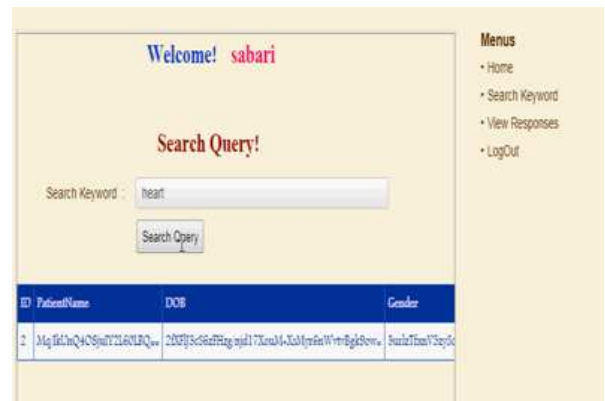 Welcome! sabari
Search Query!
Search Keyword :
heart
Search Query
ID PatientName DOB Gender
2
Menus
• Home
• Search Keyword
• View Responses
• LogOut